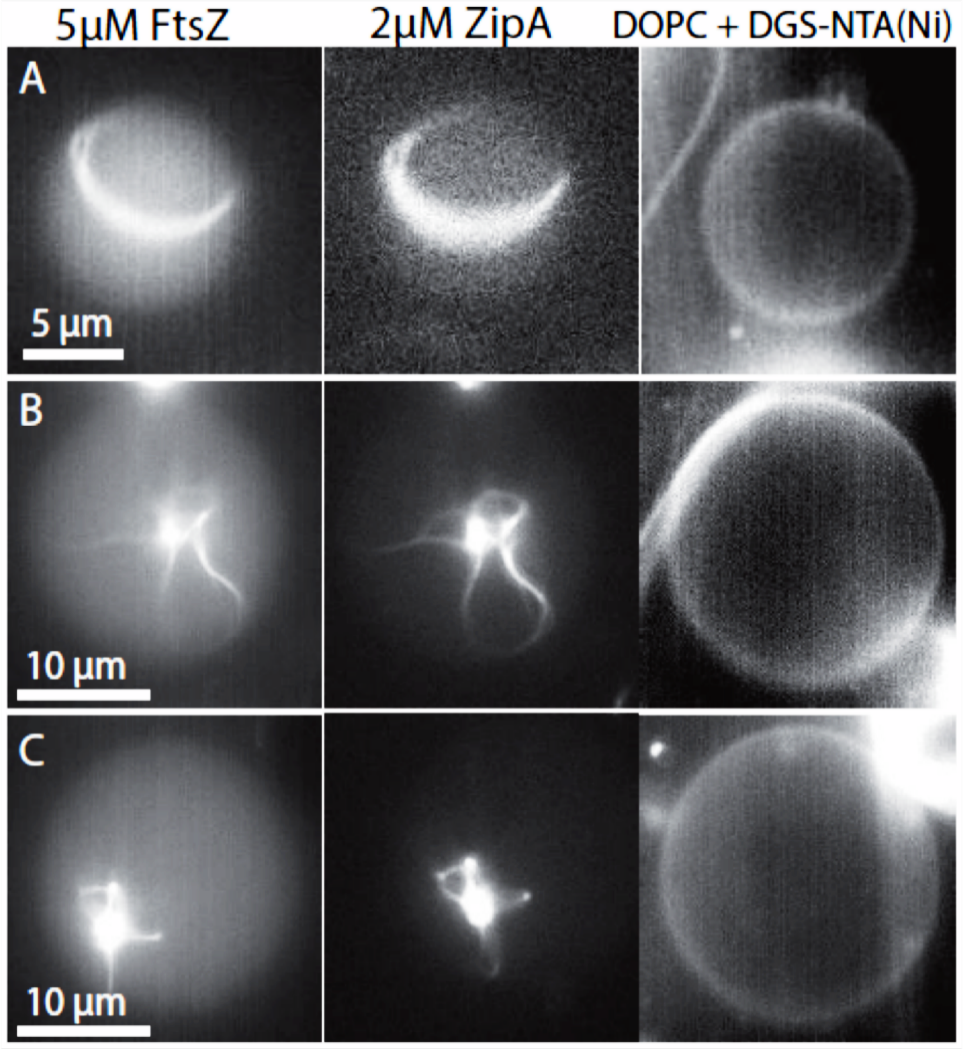 5µM FtsZ 2µM ZipA DOPC + DGS-NTA(Ni)
A
5 µm
B
10 µm
C
10 µm